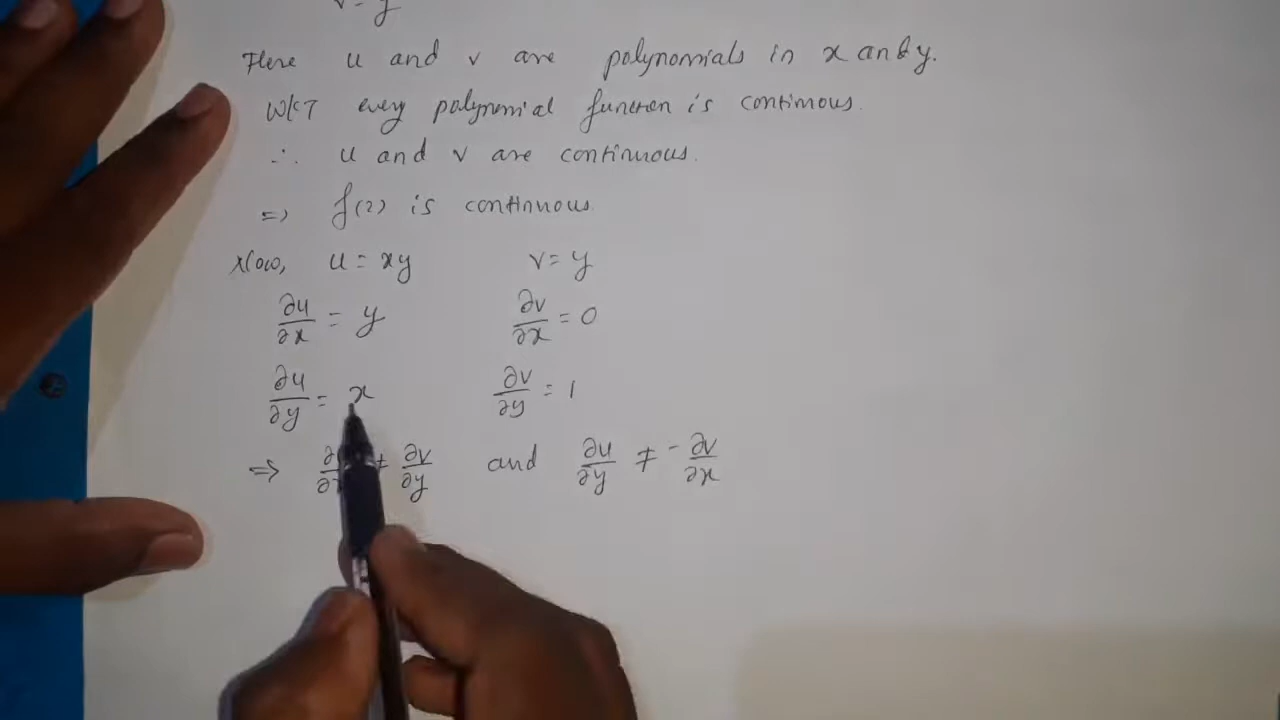 v = y
Here u and v are polynomials in x and y.
WKT every polynomial function is continuous.
∴ u and v are continuous.
⇒ f(z) is continuous.
Now, u = xy v = y
∂u/∂x = y ∂v/∂x = 0
∂u/∂y = x ∂v/∂y = 1
⇒ ∂ ≠ ∂v/∂y and ∂u/∂y ≠ -∂v/∂x